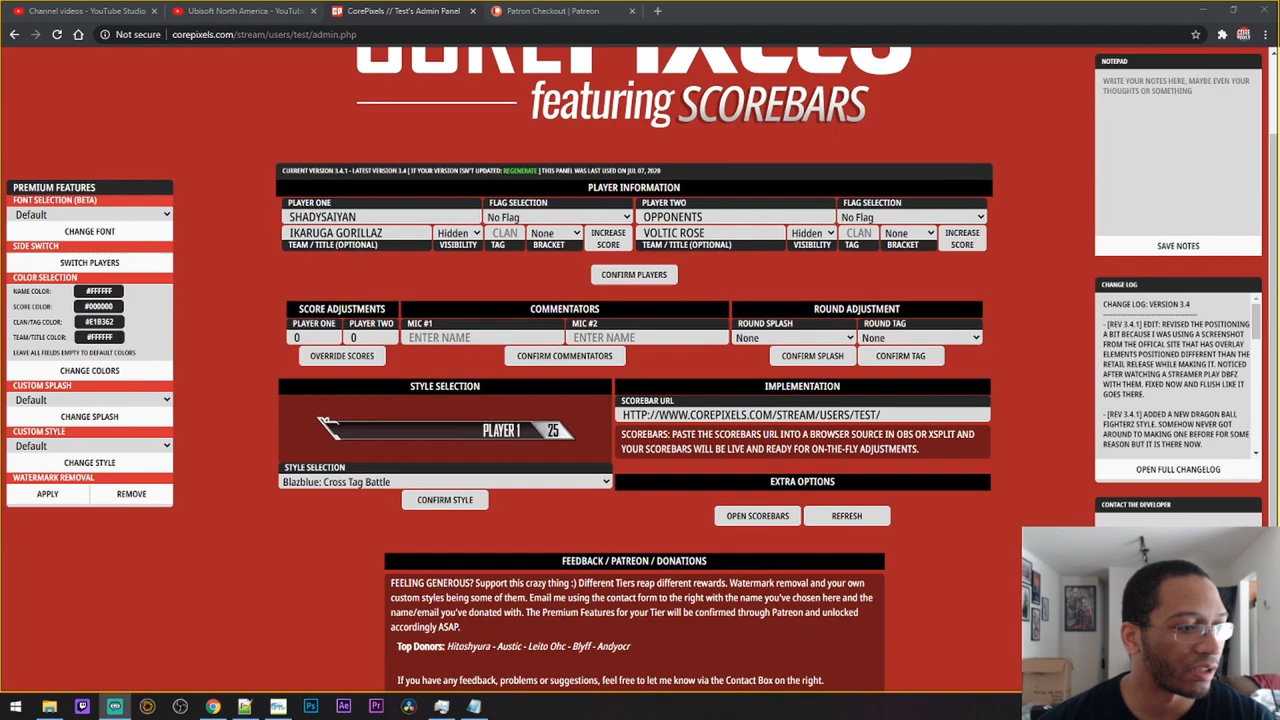 Channel videos - YouTube Studio
Ubisoft North America - YouTube
CorePixels // Test's Admin Panel
Patron Checkout | Patreon
Not secure | corepixels.com/stream/users/test/admin.php
COREPIXELS
featuring SCOREBARS
CURRENT VERSION 3.4.1 - LATEST VERSION 3.4 [ IF YOUR VERSION ISN'T UPDATED: REGENERATE ] THIS PANEL WAS LAST USED ON JUL 07, 2020
PREMIUM FEATURES
FONT SELECTION (BETA)
Default
CHANGE FONT
SIDE SWITCH
SWITCH PLAYERS
COLOR SELECTION
NAME COLOR: #FFFFFF
SCORE COLOR: #000000
CLAN/TAG COLOR: #E1B362
TEAM/TITLE COLOR: #FFFFFF
LEAVE ALL FIELDS EMPTY TO DEFAULT COLORS
CHANGE COLORS
CUSTOM SPLASH
Default
CHANGE SPLASH
CUSTOM STYLE
Default
CHANGE STYLE
WATERMARK REMOVAL
APPLY REMOVE
PLAYER INFORMATION
PLAYER ONE FLAG SELECTION PLAYER TWO FLAG SELECTION
SHADYSAIYAN No Flag OPPONENTS No Flag
IKARUGA GORILLAZ Hidden CLAN None INCREASE SCORE VOLTIC ROSE Hidden CLAN None INCREASE SCORE
TEAM / TITLE (OPTIONAL) VISIBILITY TAG BRACKET TEAM / TITLE (OPTIONAL) VISIBILITY TAG BRACKET
CONFIRM PLAYERS
SCORE ADJUSTMENTS COMMENTATORS ROUND ADJUSTMENT
PLAYER ONE PLAYER TWO MIC #1 MIC #2 ROUND SPLASH ROUND TAG
0 0 ENTER NAME ENTER NAME None None
OVERRIDE SCORES CONFIRM COMMENTATORS CONFIRM SPLASH CONFIRM TAG
STYLE SELECTION
PLAYER 1 25
STYLE SELECTION
Blazblue: Cross Tag Battle
CONFIRM STYLE
IMPLEMENTATION
SCOREBAR URL
HTTP://WWW.COREPIXELS.COM/STREAM/USERS/TEST/
SCOREBARS: PASTE THE SCOREBARS URL INTO A BROWSER SOURCE IN OBS OR XSPLIT AND
YOUR SCOREBARS WILL BE LIVE AND READY FOR ON-THE-FLY ADJUSTMENTS.
EXTRA OPTIONS
OPEN SCOREBARS REFRESH
FEEDBACK / PATREON / DONATIONS
FEELING GENEROUS? Support this crazy thing :) Different Tiers reap different rewards. Watermark removal and your own
custom styles being some of them. Email me using the contact form to the right with the name you've chosen here and the
name/email you've donated with. The Premium Features for your Tier will be confirmed through Patreon and unlocked
accordingly ASAP.
Top Donors: Hitoshyura - Austic - Leito Ohc - Blyff - Andyocr
If you have any feedback, problems or suggestions, feel free to let me know via the Contact Box on the right.
NOTEPAD
WRITE YOUR NOTES HERE, MAYBE EVEN YOUR
THOUGHTS OR SOMETHING
SAVE NOTES
CHANGE LOG
CHANGE LOG: VERSION 3.4
- [REV 3.4.1] EDIT: REVISED THE POSITIONING
A BIT BECAUSE I WAS USING A SCREENSHOT
FROM THE OFFICAL SITE THAT HAS OVERLAY
ELEMENTS POSITIONED DIFFERENT THAN THE
RETAIL RELEASE WHILE MAKING IT. NOTICED
AFTER WATCHING A STREAMER PLAY DBFZ
WITH THEM. FIXED NOW AND FLUSH LIKE IT
GOES THERE.
- [REV 3.4.1] ADDED A NEW DRAGON BALL
FIGHTERZ STYLE. SOMEHOW NEVER GOT
AROUND TO MAKING ONE BEFORE FOR SOME
REASON BUT IT IS THERE NOW.
OPEN FULL CHANGELOG
CONTACT THE DEVELOPER